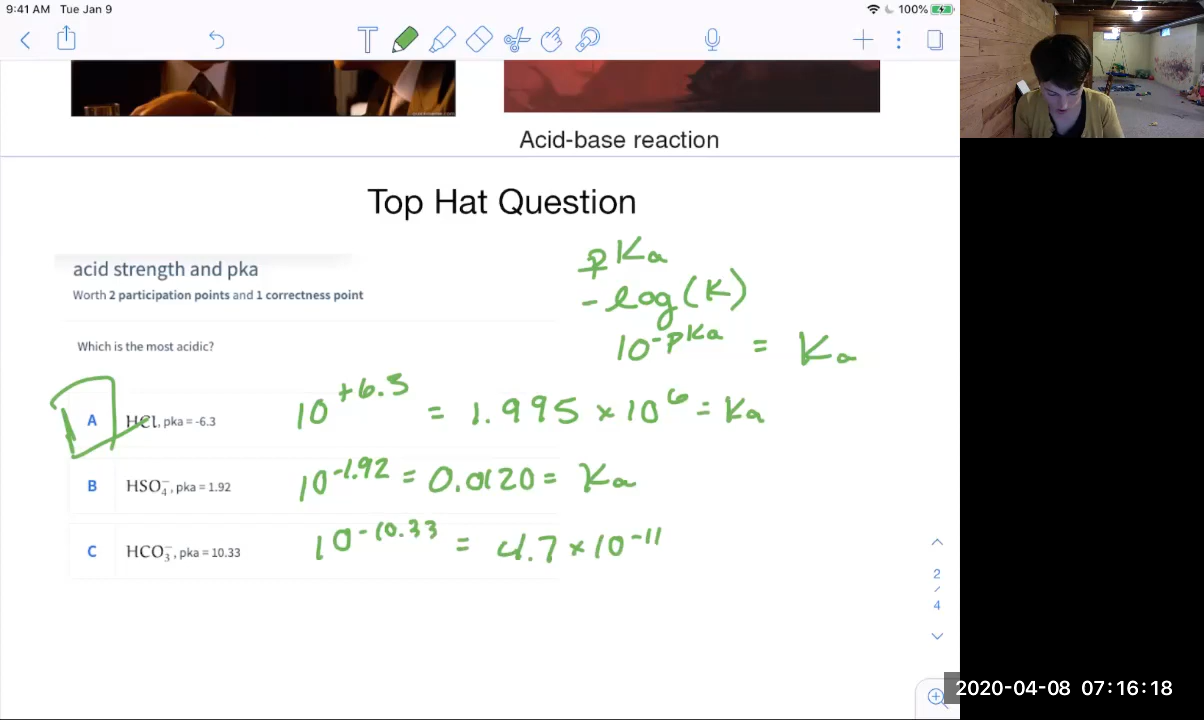 9:41 AM Tue Jan 9
100%
Acid-base reaction
Top Hat Question
acid strength and pka
Worth 2 participation points and 1 correctness point
Which is the most acidic?
pKa
-log(K)
10^-pKa = Ka
A HCl, pka = -6.3 10^+6.3 = 1.995 × 10^6 = Ka
B HSO₄⁻, pka = 1.92 10^-1.92 = 0.0120 = Ka
C HCO₃⁻, pka = 10.33 10^-10.33 = 4.7 × 10^-11
2
/
4
2020-04-08 07:16:18